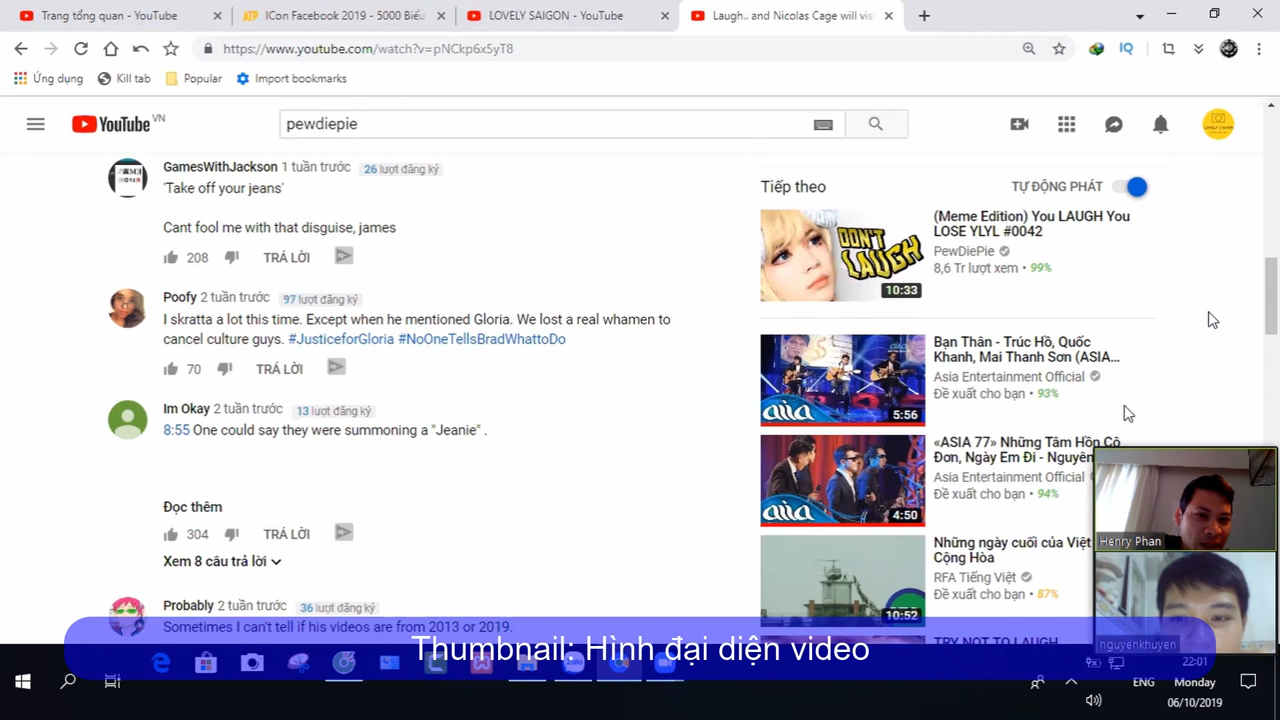 Trang tổng quan - YouTube
ATP ICon Facebook 2019 - 5000 Biểu
LOVELY SAIGON - YouTube
Laugh.. and Nicolas Cage will visi
https://www.youtube.com/watch?v=pNCkp6x5yT8
Ứng dụng Kill tab Popular Import bookmarks
YouTube VN
pewdiepie
GamesWithJackson 1 tuần trước 26 lượt đăng ký
'Take off your jeans'
Cant fool me with that disguise, james
208 TRẢ LỜI
Poofy 2 tuần trước 97 lượt đăng ký
I skratta a lot this time. Except when he mentioned Gloria. We lost a real whamen to
cancel culture guys. #JusticeforGloria #NoOneTellsBradWhattoDo
70 TRẢ LỜI
Im Okay 2 tuần trước 13 lượt đăng ký
8:55 One could say they were summoning a "Jeanie" .
Đọc thêm
304 TRẢ LỜI
Xem 8 câu trả lời
Probably 2 tuần trước 36 lượt đăng ký
Sometimes I can't tell if his videos are from 2013 or 2019.
Tiếp theo TỰ ĐỘNG PHÁT
DON'T
LAUGH
10:33
(Meme Edition) You LAUGH You
LOSE YLYL #0042
PewDiePie
8,6 Tr lượt xem • 99%
asia
5:56
Bạn Thân - Trúc Hồ, Quốc
Khanh, Mai Thanh Sơn (ASIA...
Asia Entertainment Official
Đề xuất cho bạn • 93%
asia
4:50
«ASIA 77» Những Tâm Hồn Cô
Đơn, Ngày Em Đi - Nguyên
Asia Entertainment Official
Đề xuất cho bạn • 94%
10:52
Những ngày cuối của Việt
Cộng Hòa
RFA Tiếng Việt
Đề xuất cho bạn • 87%
TRY NOT TO LAUGH
Henry Phan
nguyenkhuyen
Thumbnail: Hình đại diện video
ENG
22:01
Monday
06/10/2019